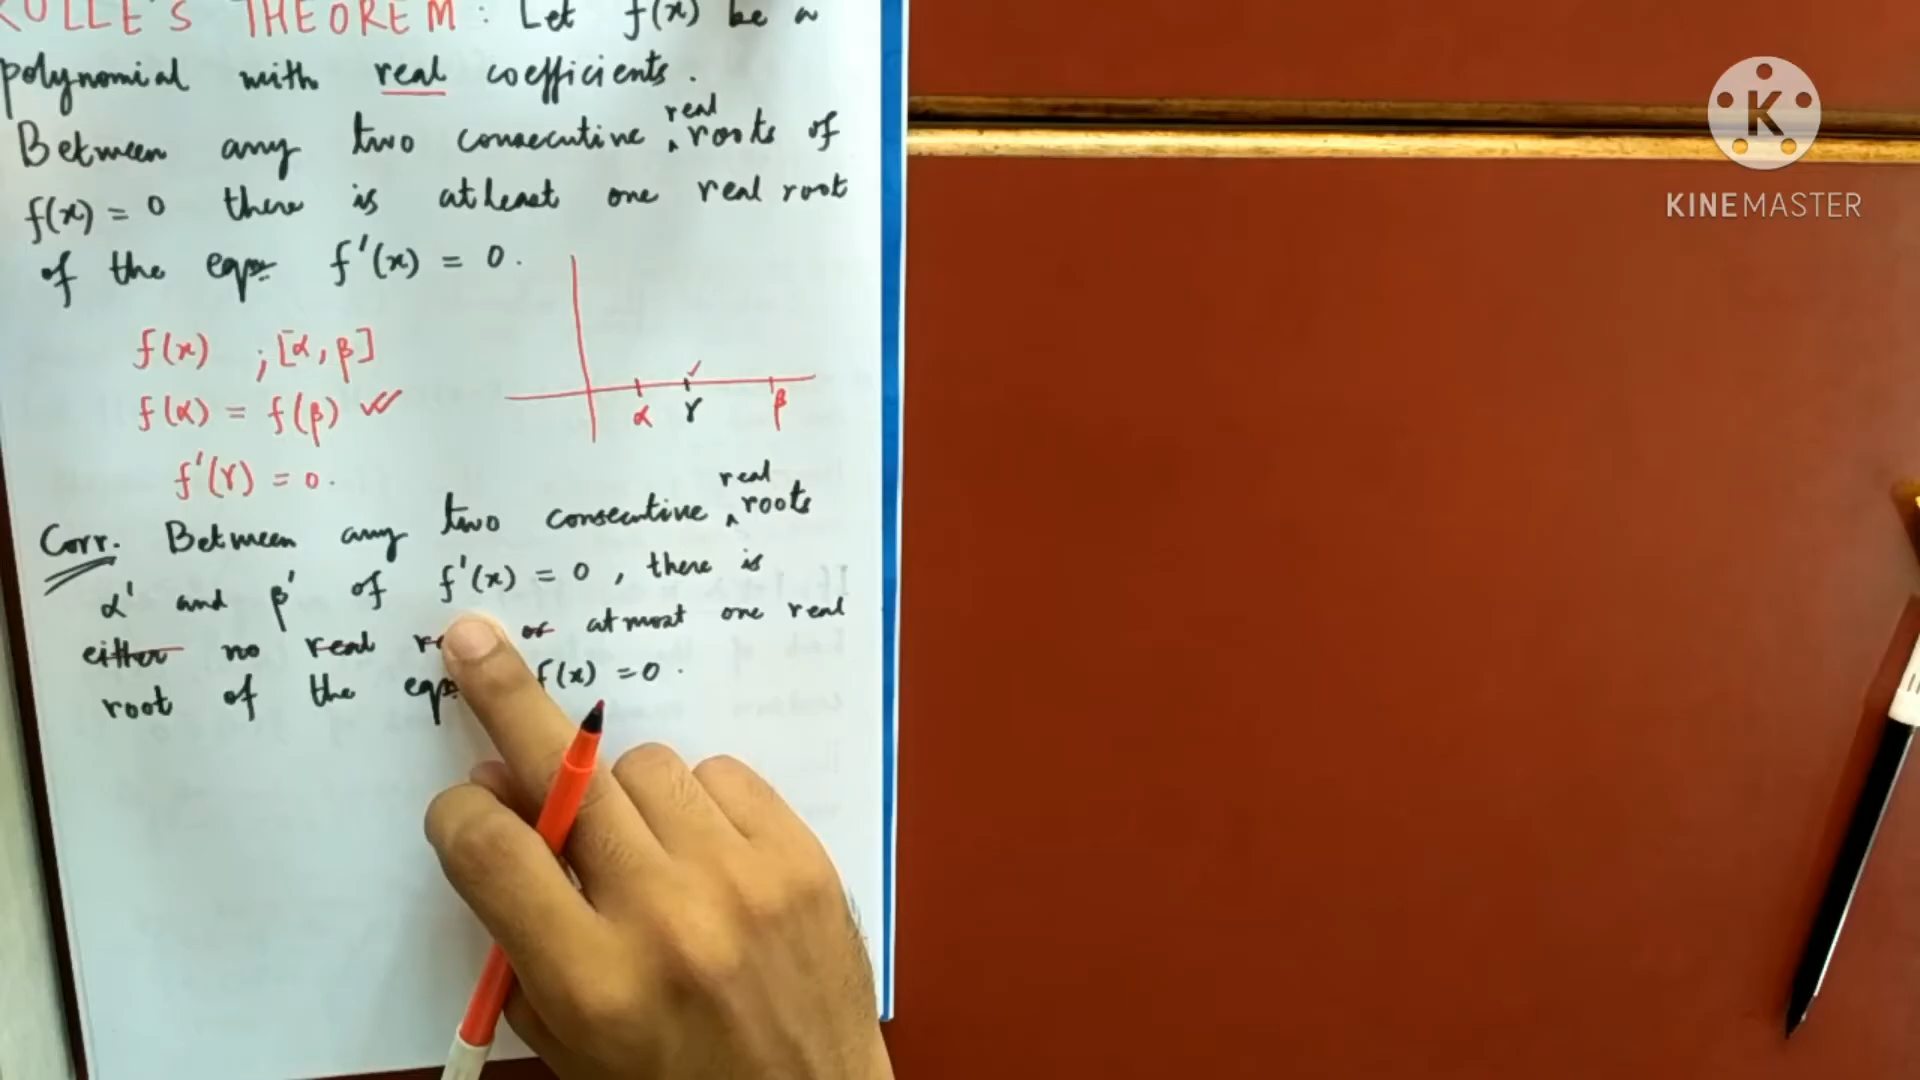 ROLLE'S THEOREM : Let f(x) be a
polynomial with real coefficients.
Between any two consecutive real roots of
f(x) = 0 there is atleast one real root
of the eqn f'(x) = 0.
f(x) ; [α, β]
f(α) = f(β) ✓✓
f'(γ) = 0.
α γ β
Corr. Between any two consecutive real roots
α' and β' of f'(x) = 0, there is
either no real or atmost one real
root of the eqn f(x) = 0.
K
KINEMASTER